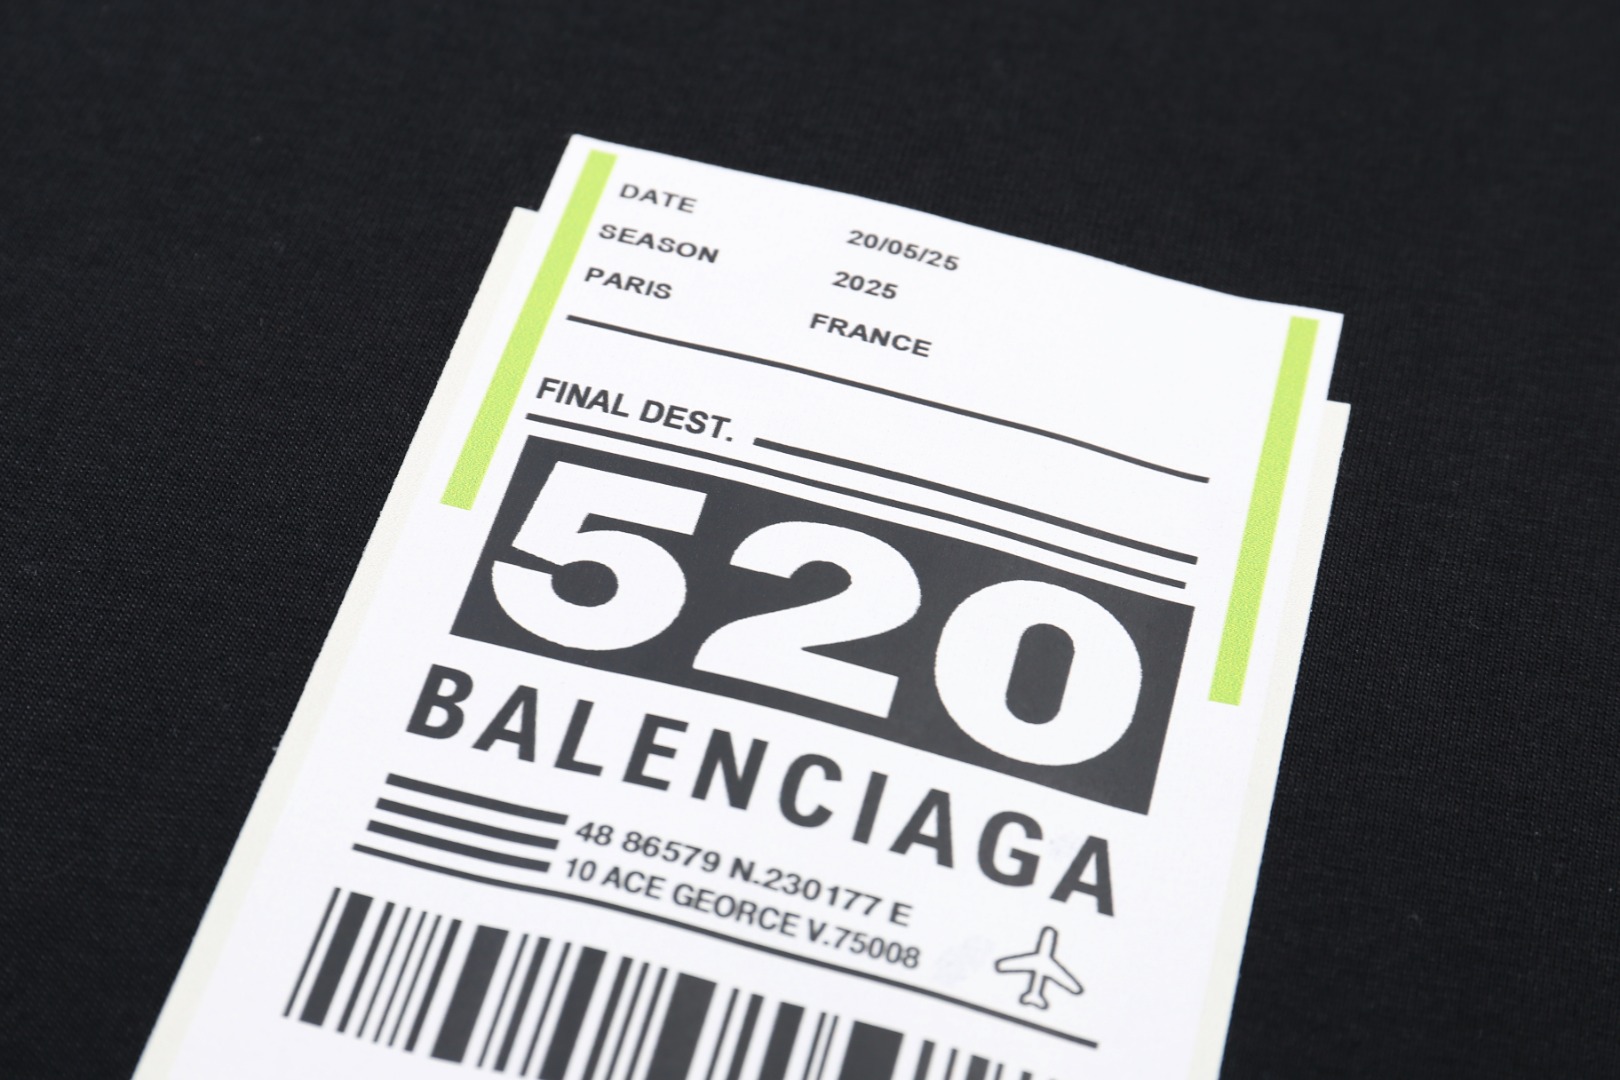 DATE 20/05/25
SEASON 2025
PARIS FRANCE
FINAL DEST.
520
BALENCIAGA
48 86579 N.230177 E
10 ACE GEORCE V.75008